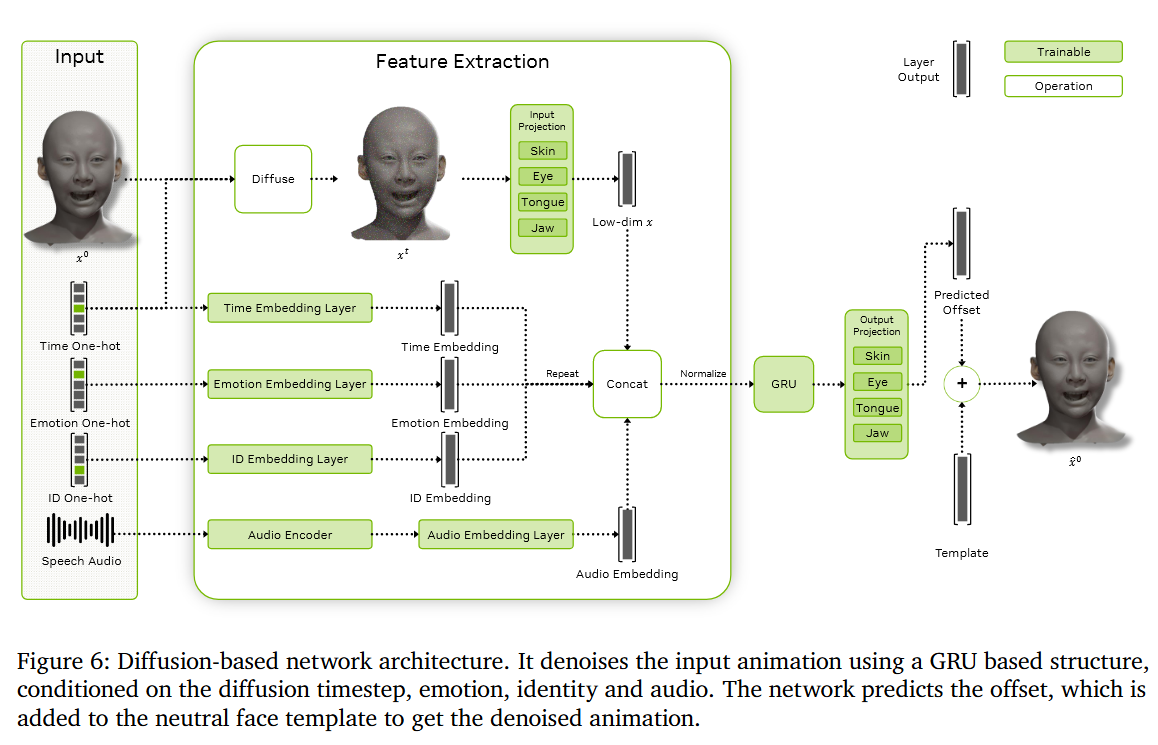 Input
Feature Extraction
Layer
Output
Trainable
Operation
Input
Projection
Skin
Eye
Tongue
Jaw
Diffuse
x⁰
xᵗ
Low-dim x
Time One-hot
Time Embedding Layer
Time Embedding
Emotion One-hot
Emotion Embedding Layer
Emotion Embedding
ID One-hot
ID Embedding Layer
ID Embedding
Speech Audio
Audio Encoder
Audio Embedding Layer
Audio Embedding
Repeat
Concat
Normalize
GRU
Output
Projection
Skin
Eye
Tongue
Jaw
Predicted
Offset
+
Template
x̂⁰
Figure 6: Diffusion-based network architecture. It denoises the input animation using a GRU based structure,
conditioned on the diffusion timestep, emotion, identity and audio. The network predicts the offset, which is
added to the neutral face template to get the denoised animation.